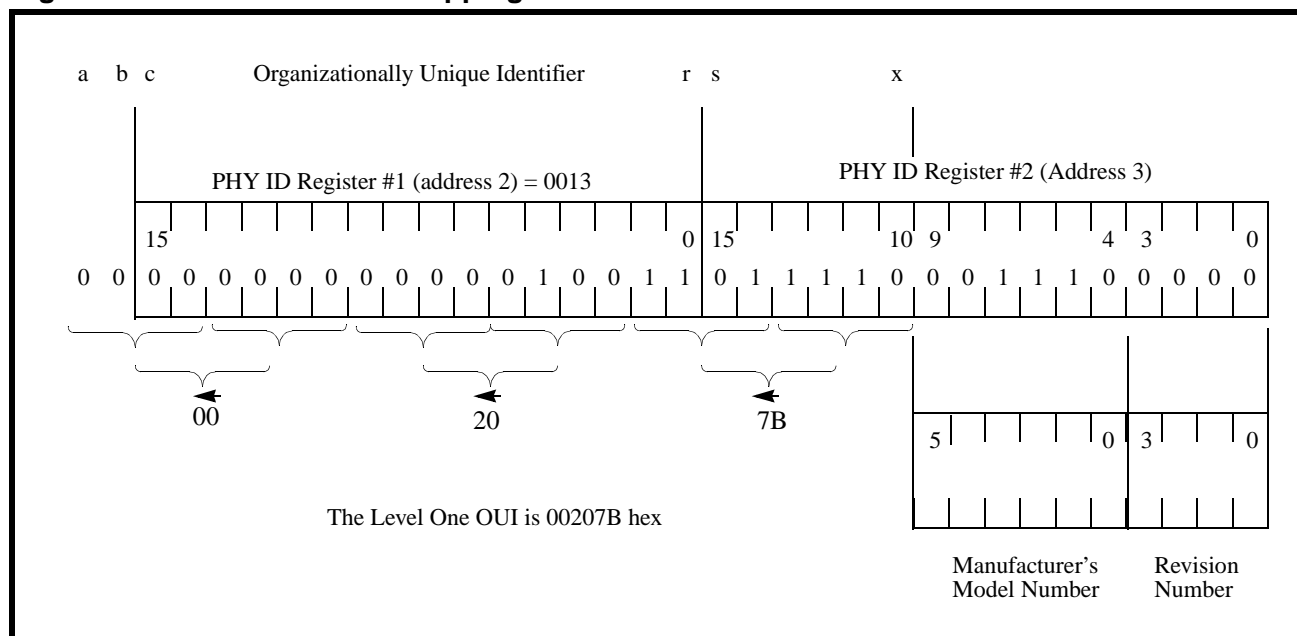 a b c Organizationally Unique Identifier r s x
PHY ID Register #1 (address 2) = 0013 PHY ID Register #2 (Address 3)
15 0 15 10 9 4 3 0
0 0 0 0 0 0 0 0 0 0 0 0 0 1 0 0 1 1 0 1 1 1 1 0 0 0 1 1 1 0 0 0 0 0
00 20 7B
5 0 3 0
The Level One OUI is 00207B hex
Manufacturer's Revision
Model Number Number